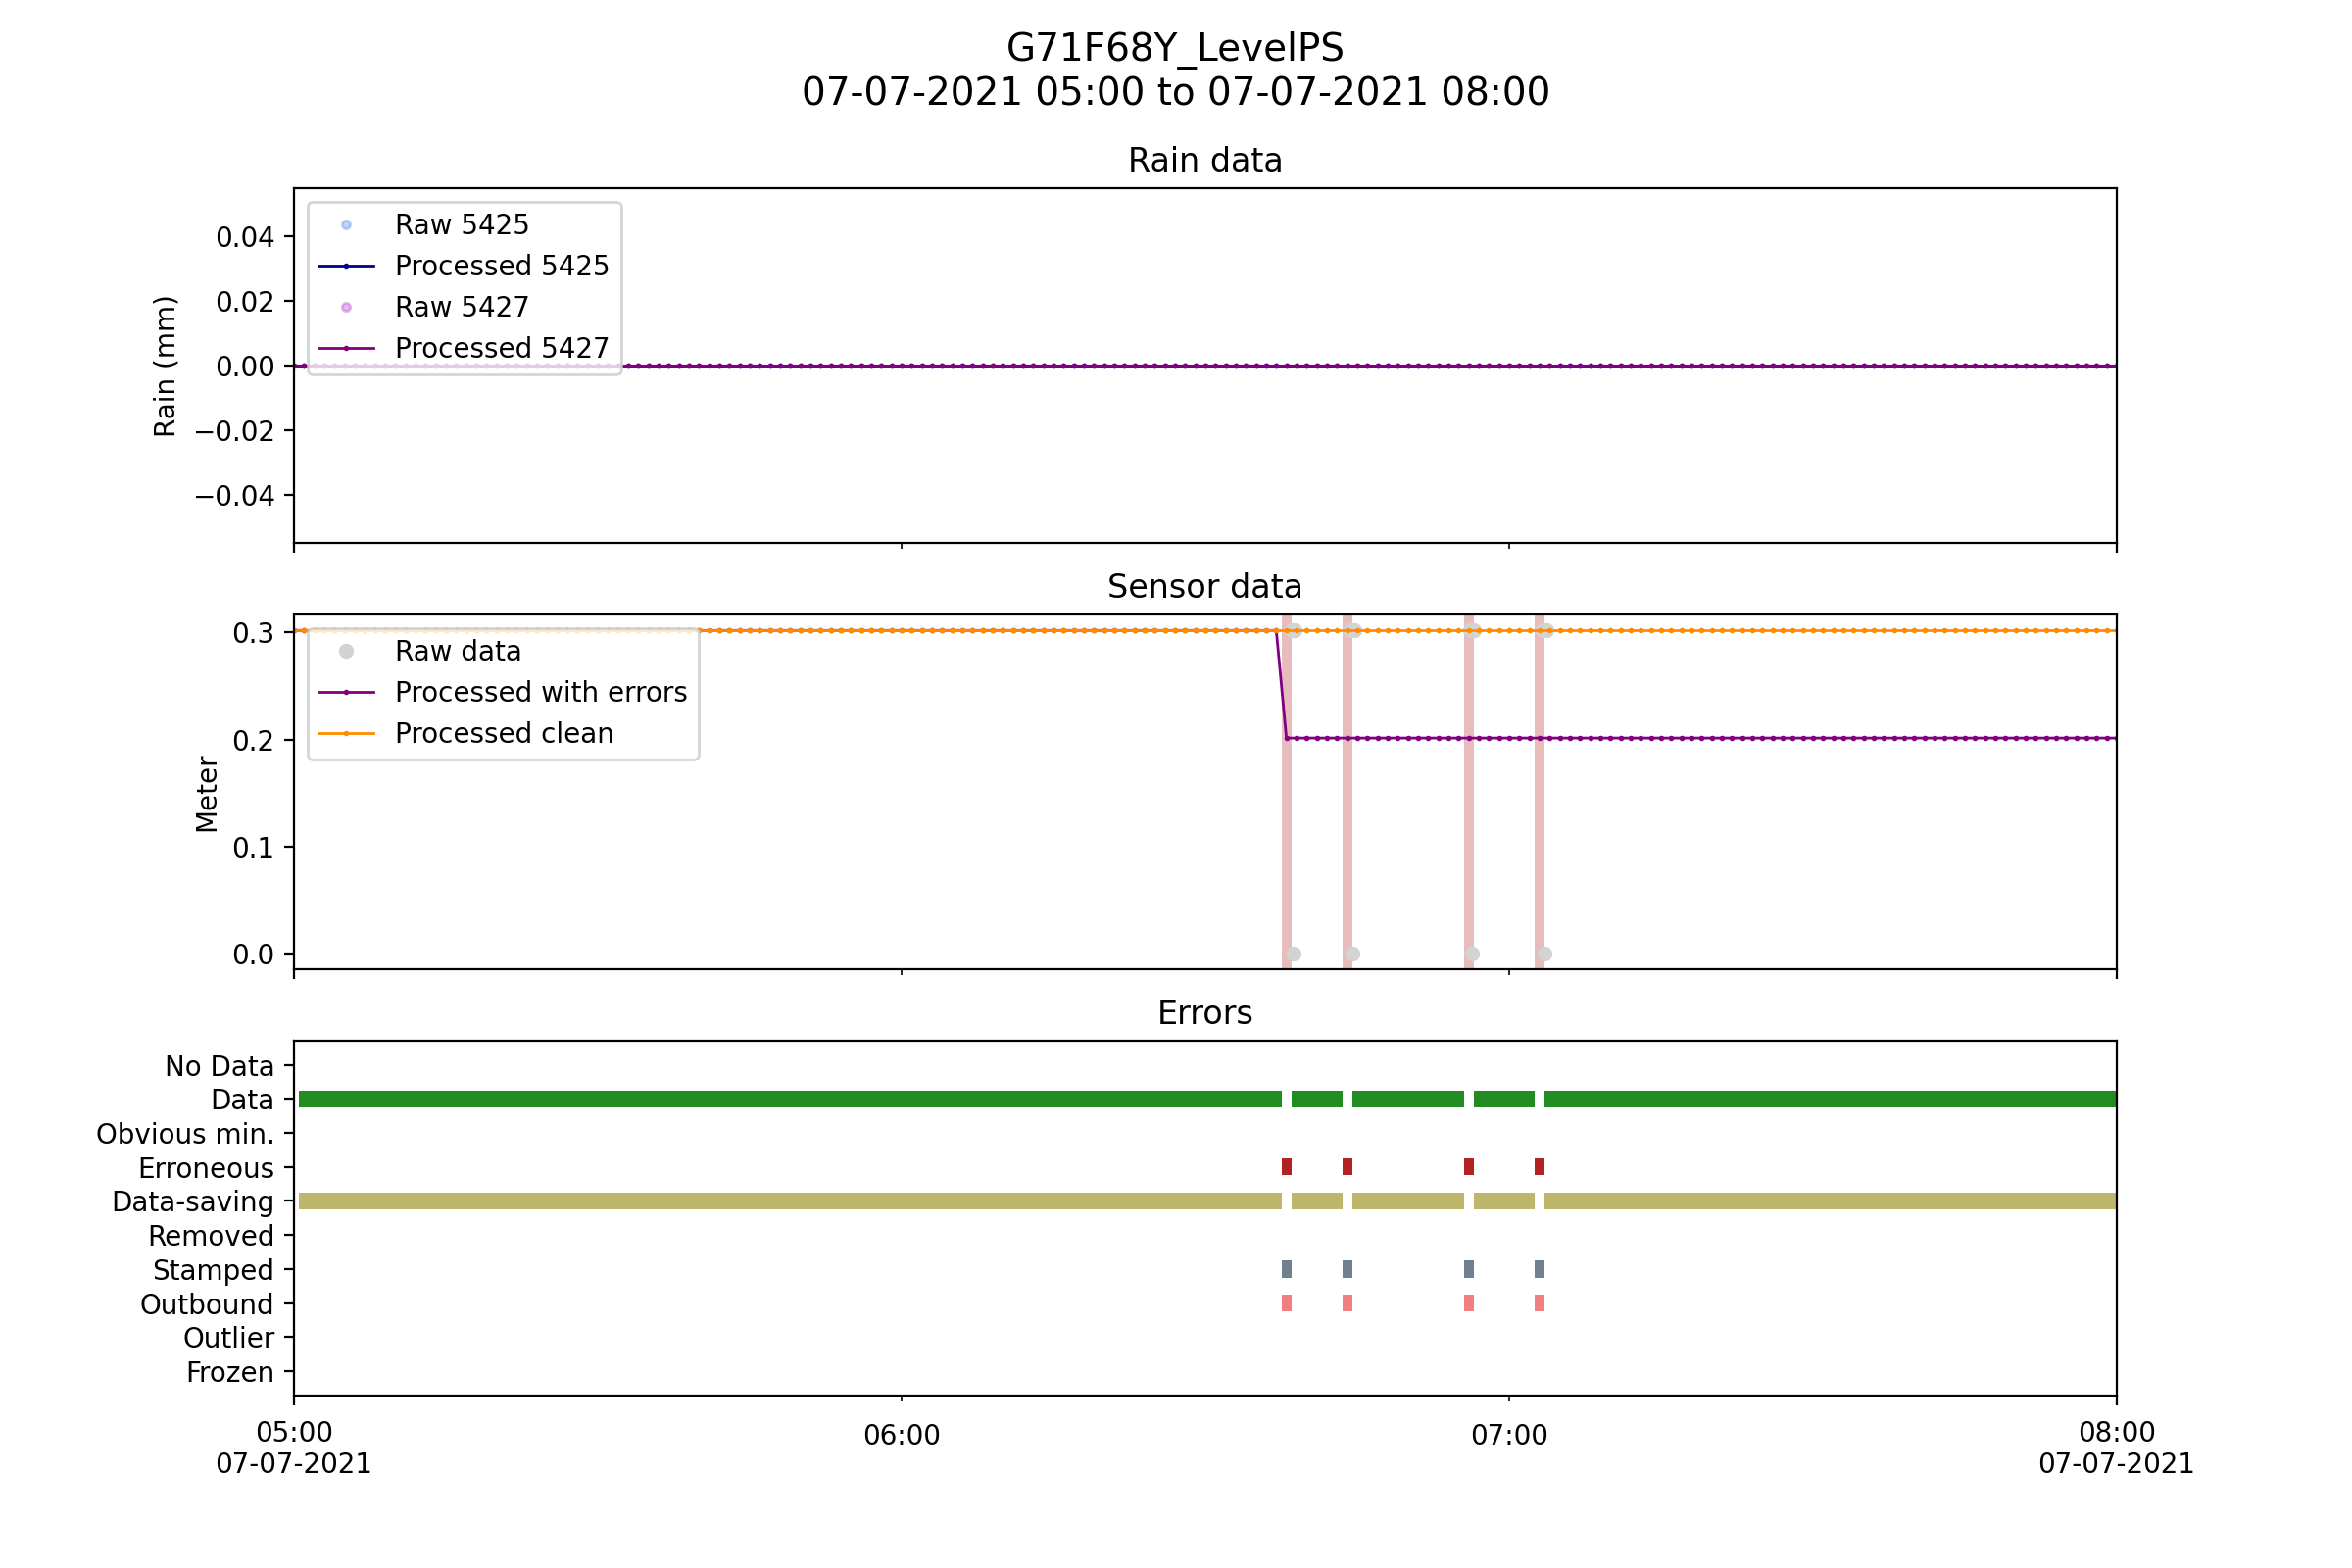 G71F68Y_LevelPS
07-07-2021 05:00 to 07-07-2021 08:00
Rain data
Rain (mm)
0.04
0.02
0.00
−0.02
−0.04
Raw 5425
Processed 5425
Raw 5427
Processed 5427
Sensor data
Meter
0.3
0.2
0.1
0.0
Raw data
Processed with errors
Processed clean
Errors
No Data
Data
Obvious min.
Erroneous
Data-saving
Removed
Stamped
Outbound
Outlier
Frozen
05:00
07-07-2021
06:00
07:00
08:00
07-07-2021